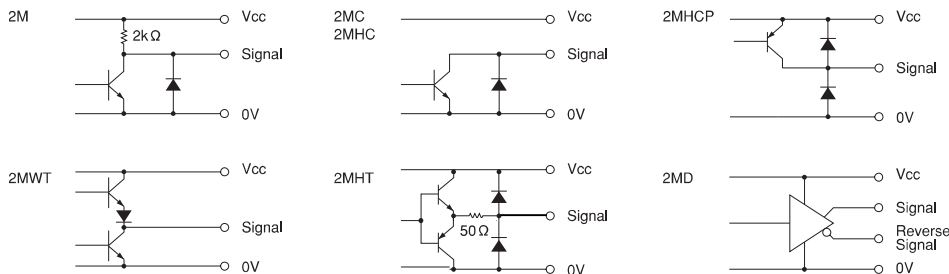 2M
Vcc
2kΩ
Signal
0V
2MC
2MHC
Vcc
Signal
0V
2MHCP
Vcc
Signal
0V
2MWT
Vcc
Signal
0V
2MHT
Vcc
50Ω
Signal
0V
2MD
Vcc
Signal
Reverse
Signal
0V